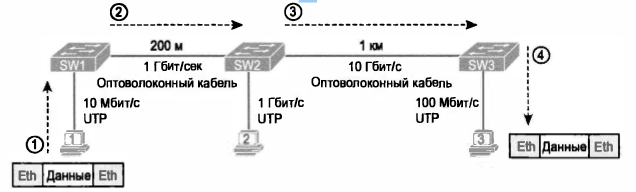 ② ③
200 м 1 км
SW1 SW2 SW3 ④
1 Гбит/сек 10 Гбит/с
Оптоволоконный кабель Оптоволоконный кабель
10 Мбит/с 1 Гбит/с 100 Мбит/с
UTP UTP UTP
① 1 2 3
Eth Данные Eth
Eth Данные Eth